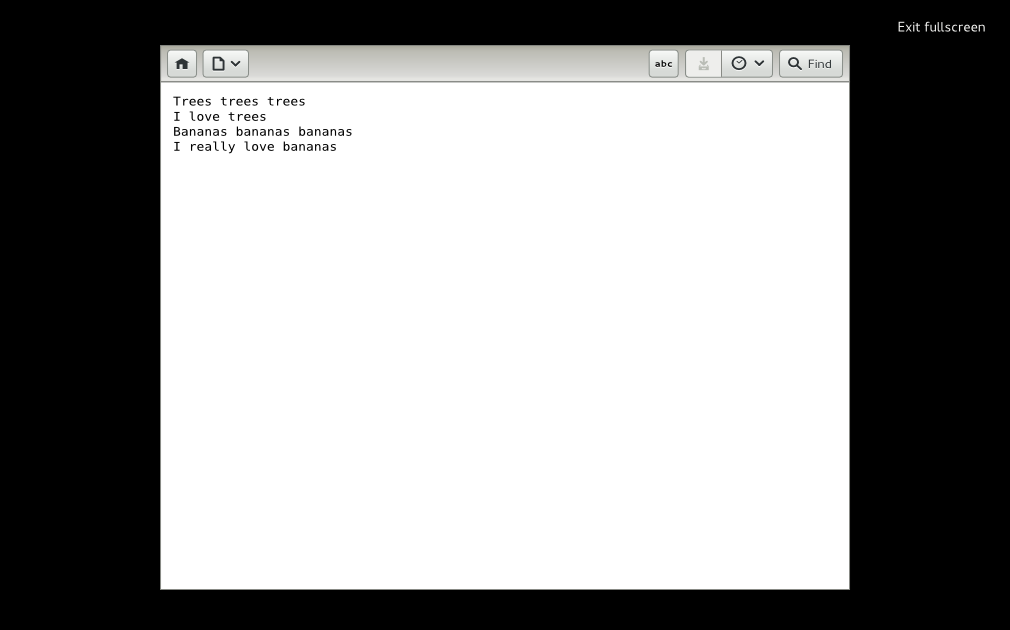 Exit fullscreen
abc
Find
Trees trees trees
I love trees
Bananas bananas bananas
I really love bananas